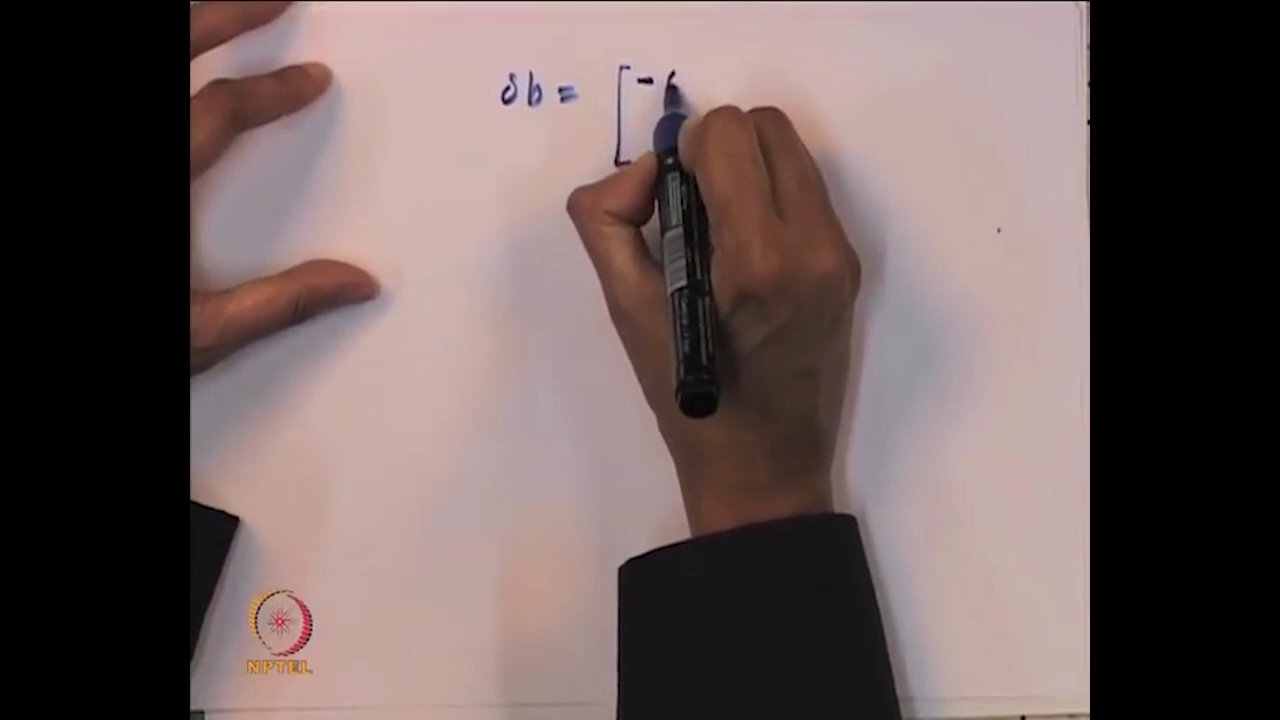 δb = [ -
NPTEL